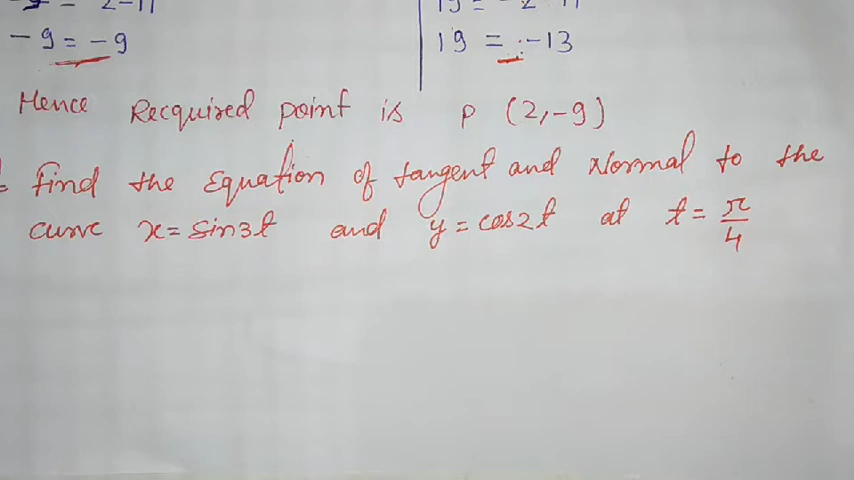 -9 = -9
19 = -13
Hence Recquired point is P (2,-9)
find the Equation of tangent and Normal to the
curve x = sin3t and y = cos2t at t = π/4